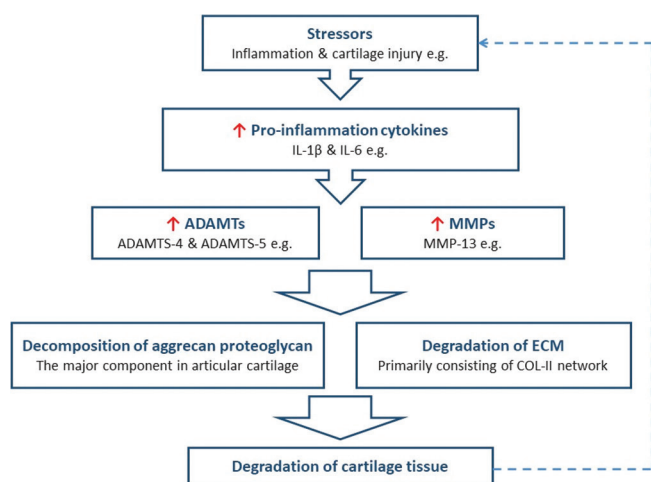 Stressors
Inflammation & cartilage injury e.g.
↑ Pro-inflammation cytokines
IL-1β & IL-6 e.g.
↑ ADAMTs
ADAMTS-4 & ADAMTS-5 e.g.
↑ MMPs
MMP-13 e.g.
Decomposition of aggrecan proteoglycan
The major component in articular cartilage
Degradation of ECM
Primarily consisting of COL-II network
Degradation of cartilage tissue